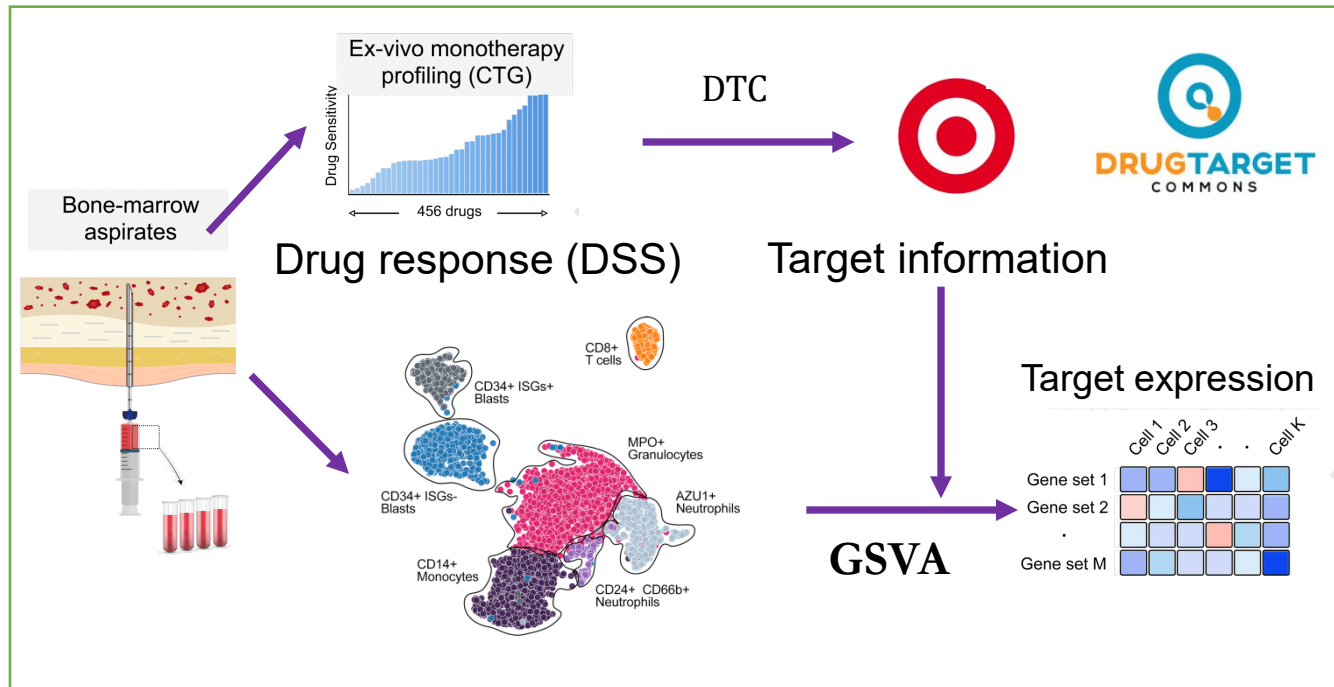 Ex-vivo monotherapy
profiling (CTG)
Drug Sensitivity
456 drugs
DTC
DRUGTARGET
COMMONS
Bone-marrow
aspirates
Drug response (DSS)
Target information
CD8+
T cells
CD34+ ISGs+
Blasts
MPO+
Granulocytes
CD34+ ISGs-
Blasts
AZU1+
Neutrophils
CD14+
Monocytes
CD24+ CD66b+
Neutrophils
GSVA
Target expression
Cell 1 Cell 2 Cell 3 . . Cell K
Gene set 1
Gene set 2
.
Gene set M